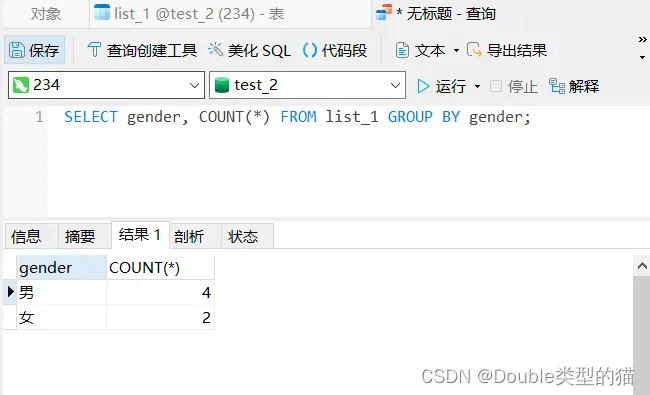 对象 list_1 @test_2 (234) - 表 * 无标题 - 查询
保存 查询创建工具 美化 SQL () 代码段 文本 导出结果 »
234 test_2 运行 停止 解释
1 SELECT gender, COUNT(*) FROM list_1 GROUP BY gender;
信息 摘要 结果 1 剖析 状态
gender COUNT(*)
男 4
女 2
CSDN @Double类型的猫